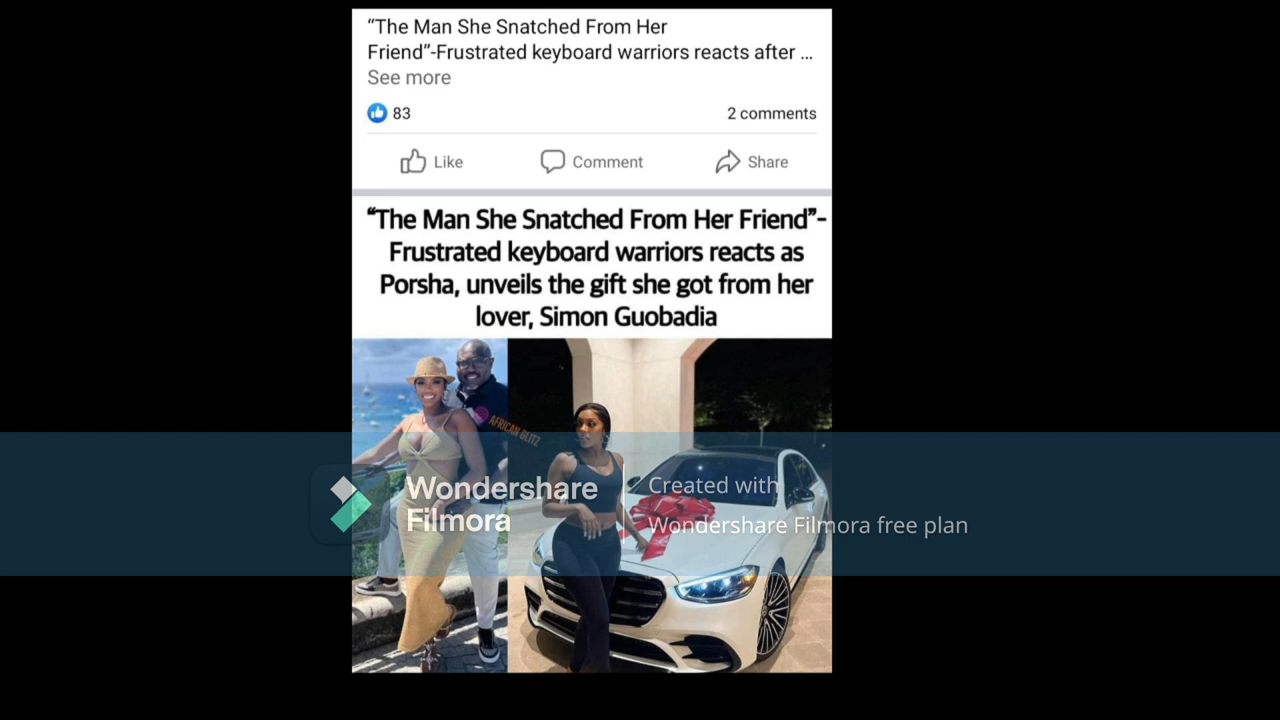 “The Man She Snatched From Her
Friend”-Frustrated keyboard warriors reacts after ...
See more
83
2 comments
Like
Comment
Share
“The Man She Snatched From Her Friend”-
Frustrated keyboard warriors reacts as
Porsha, unveils the gift she got from her
lover, Simon Guobadia
AFRICAN GLITZ
Wondershare
Filmora
Created with
Wondershare Filmora free plan